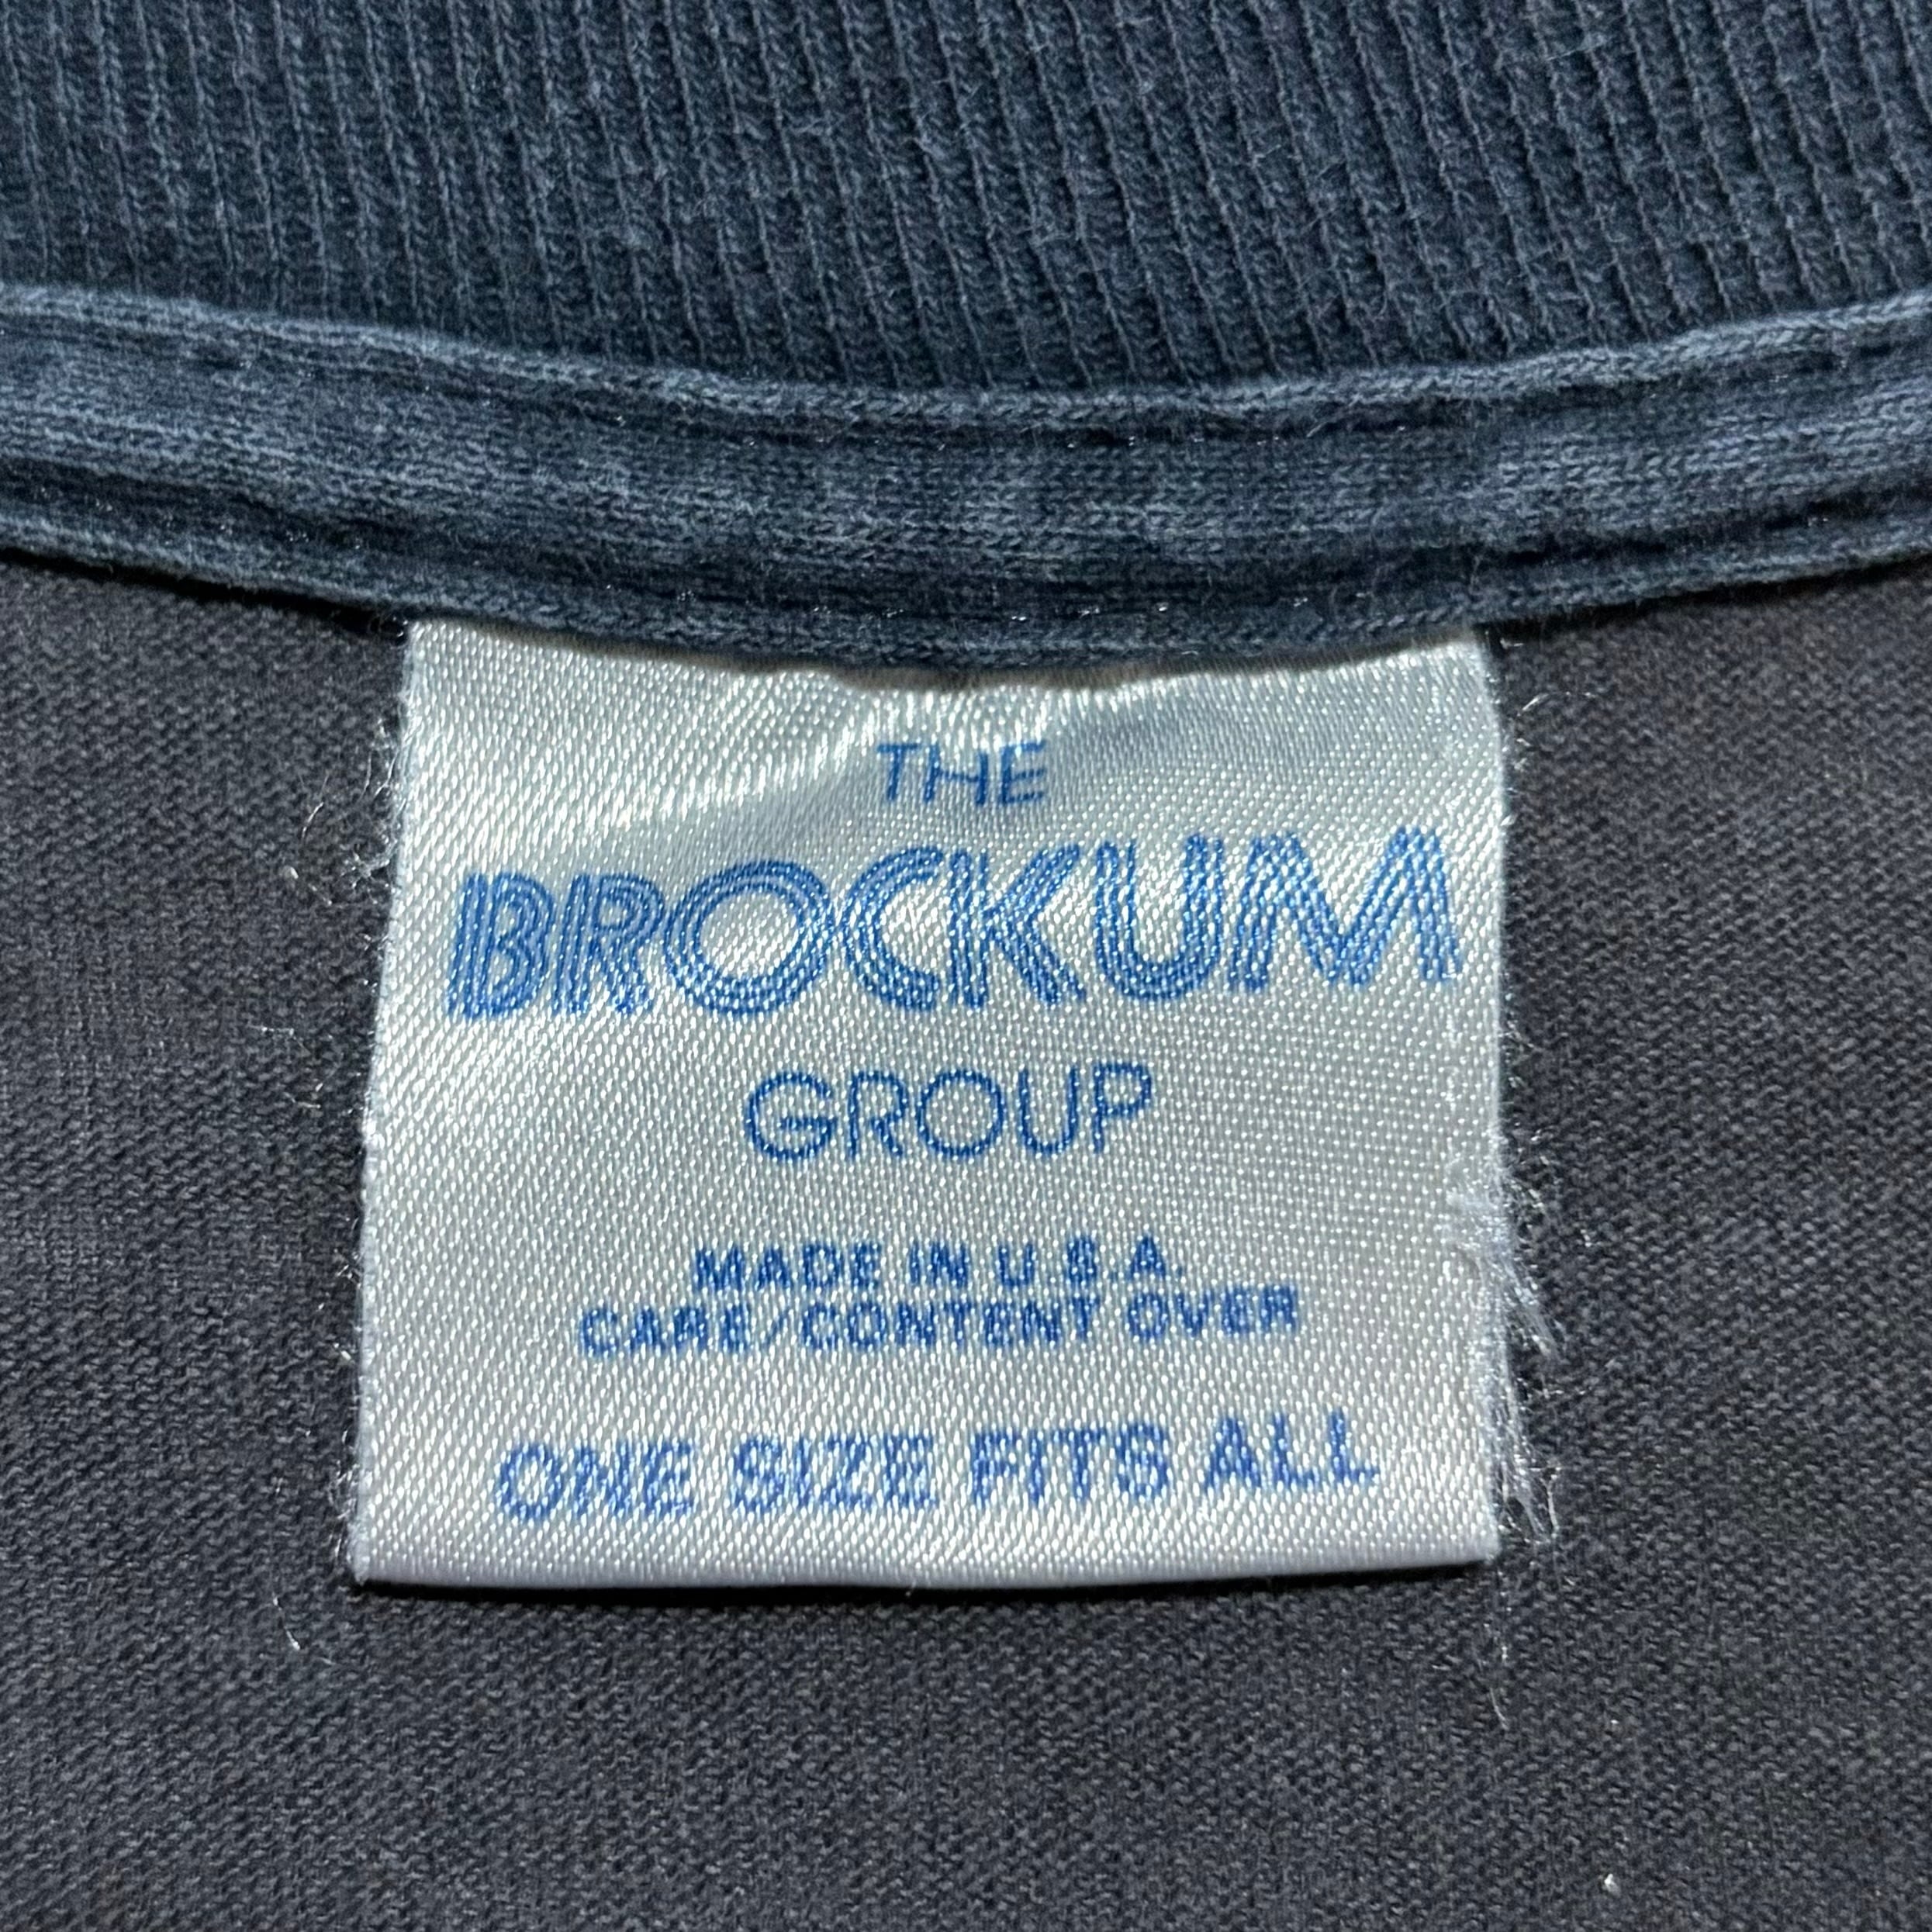 THE
BROCKUM
GROUP
MADE IN U.S.A.
CARE/CONTENT OVER
ONE SIZE FITS ALL